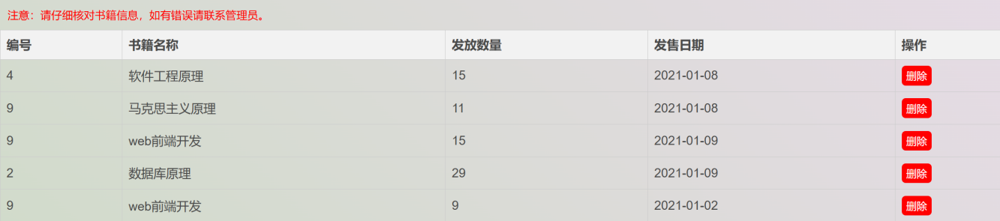 注意：请仔细核对书籍信息，如有错误请联系管理员。
编号 书籍名称 发放数量 发售日期 操作
4 软件工程原理 15 2021-01-08 删除
9 马克思主义原理 11 2021-01-08 删除
9 web前端开发 15 2021-01-09 删除
2 数据库原理 29 2021-01-09 删除
9 web前端开发 9 2021-01-02 删除